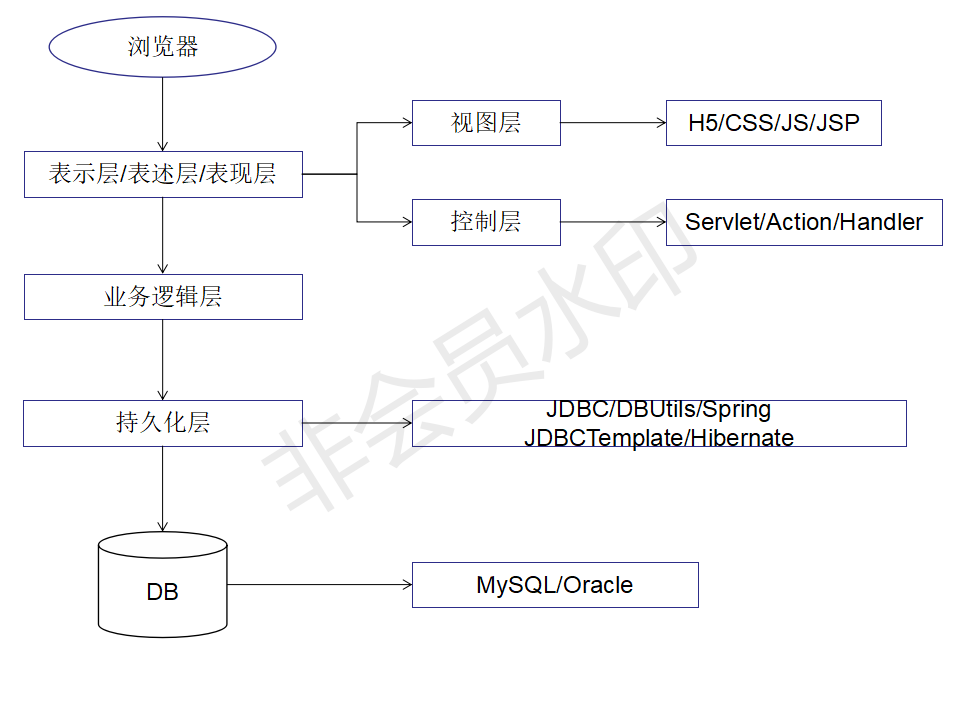 浏览器
视图层
H5/CSS/JS/JSP
表示层/表述层/表现层
控制层
Servlet/Action/Handler
业务逻辑层
持久化层
JDBC/DBUtils/Spring
JDBCTemplate/Hibernate
DB
MySQL/Oracle
非会员水印